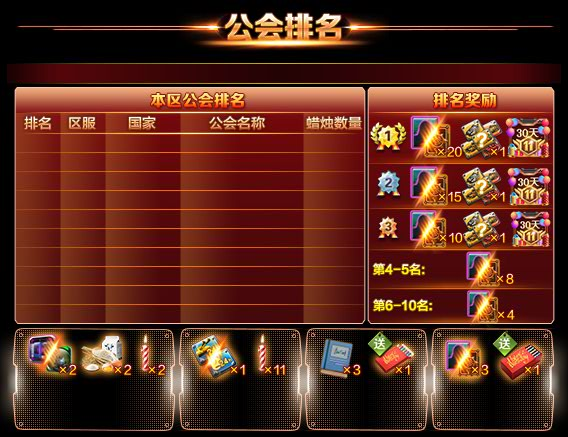 公会排名
本区公会排名
排名 区服 国家 公会名称 蜡烛数量
排名奖励
1 ×20 ? ×1 30天 11
2 ×15 ? ×1 30天 11
3 ×10 ? ×1 30天 11
第4-5名: ×8
第6-10名: ×4
×2 ×2 ×2
×1 ×11
×3 送 ×1
×3 送 ×1